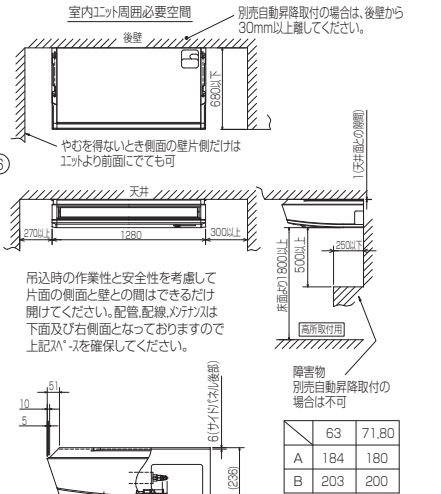 室内ユニット周囲必要空間
別売自動昇降取付の場合は、後壁から
30mm以上離してください。
後壁
680以下
やむを得ないとき側面の壁片側だけは
ユニットより前面にでても可
天井
1(天井面との隙間)
270以上
1280
300以上
床面より1800以上
500以上
250以下
吊込時の作業性と安全性を考慮して
片面の側面と壁との間はできるだけ
開けてください。配管,配線,メンテナンスは
下面及び右側面となっておりますので
上記スペースを確保してください。
高所取付用
障害物
別売自動昇降取付の
場合は不可
51
10
5
6(サイドパネル後部)
(236)
63 71,80
A 184 180
B 203 200